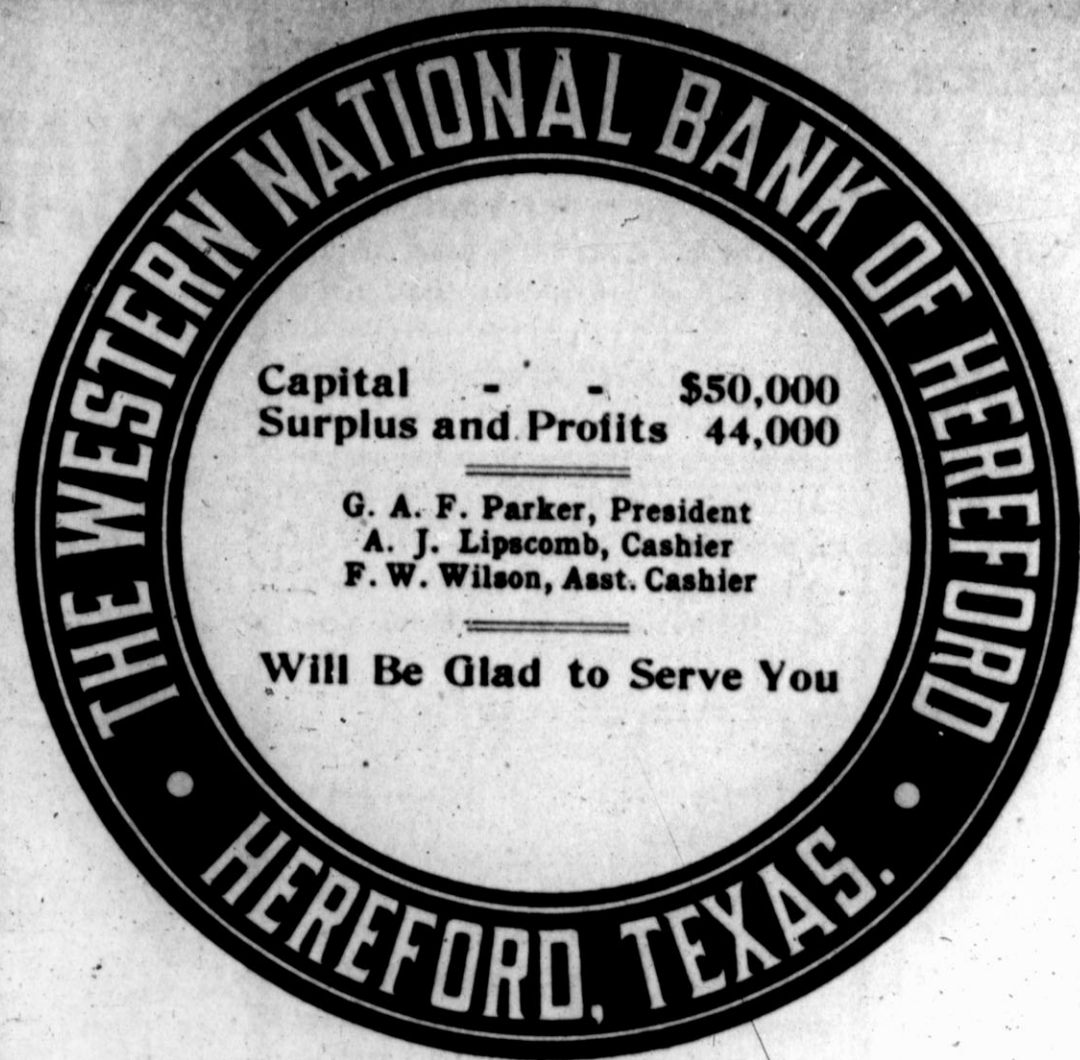 THE WESTERN NATIONAL BANK OF HEREFORD
Capital - - $50,000
Surplus and Profits 44,000
G. A. F. Parker, President
A. J. Lipscomb, Cashier
F. W. Wilson, Asst. Cashier
Will Be Glad to Serve You
HEREFORD, TEXAS.